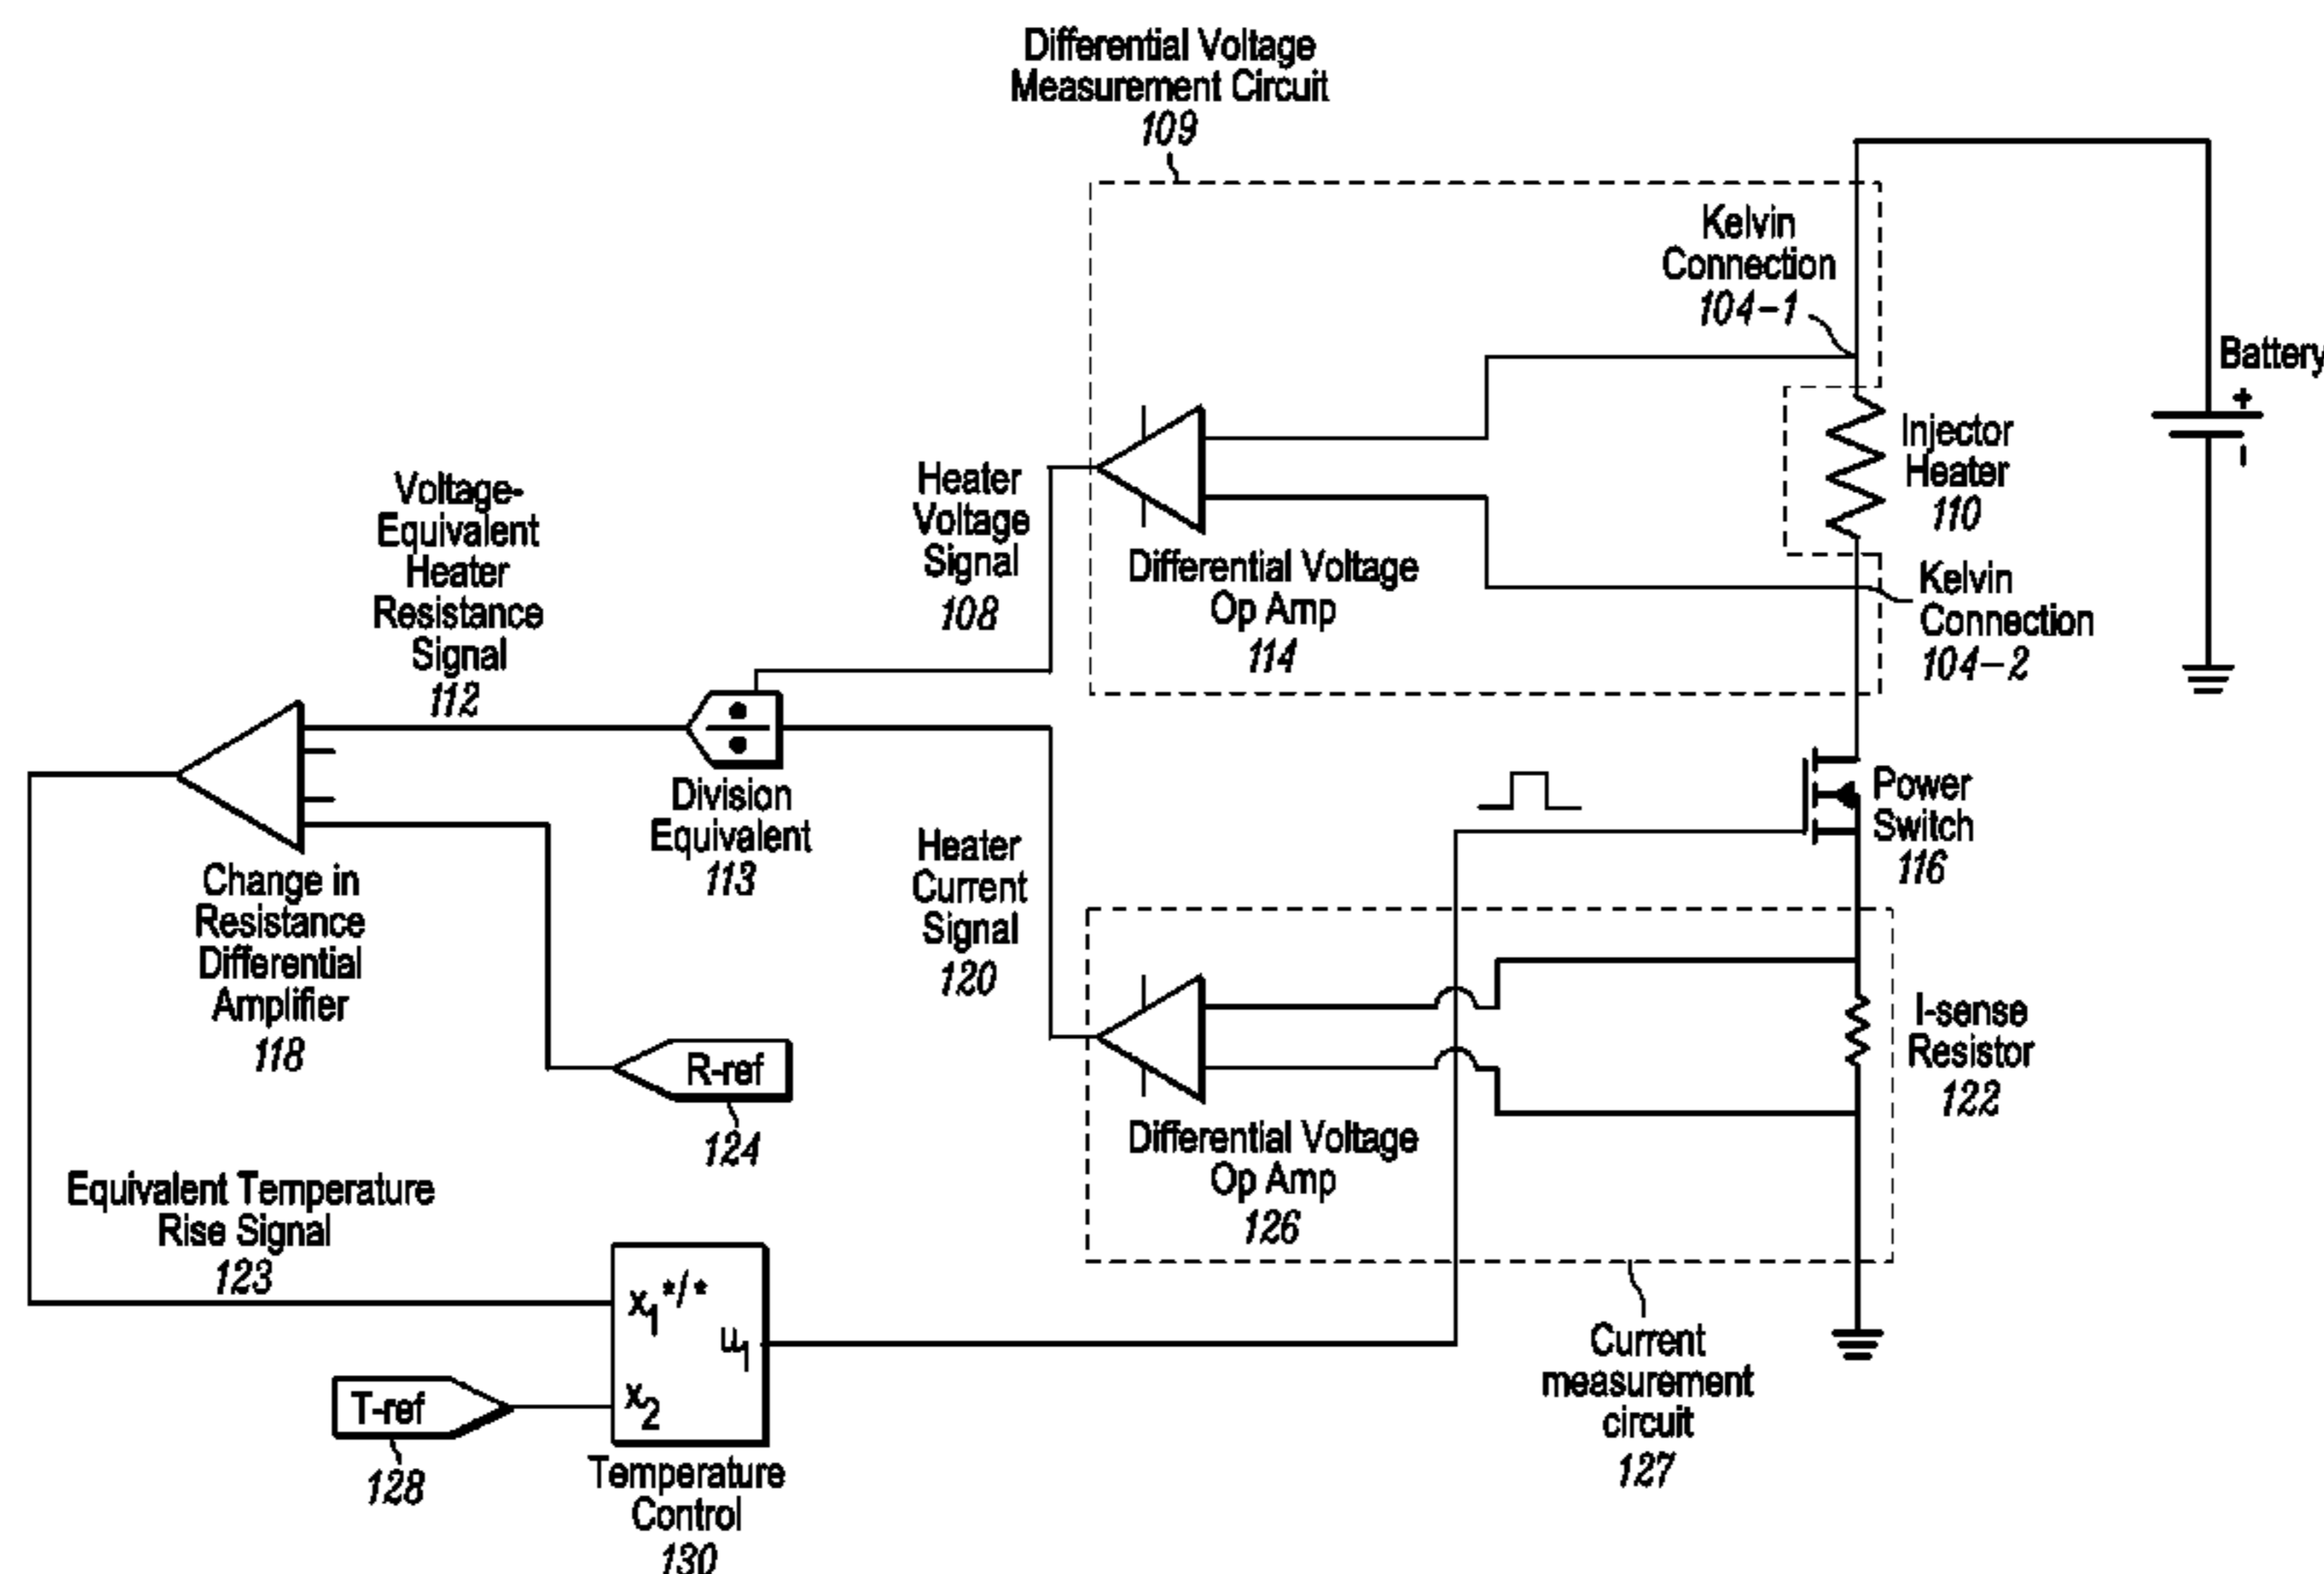 Differential Voltage
Measurement Circuit
109
Kelvin
Connection
104-1
Battery
+
-
Injector
Heater
110
Voltage-
Equivalent
Heater
Resistance
Signal
112
Heater
Voltage
Signal
108
Differential Voltage
Op Amp
114
Kelvin
Connection
104-2
Division
Equivalent
113
Power
Switch
116
Change in
Resistance
Differential
Amplifier
118
Heater
Current
Signal
120
R-ref
124
I-sense
Resistor
122
Differential Voltage
Op Amp
126
Equivalent Temperature
Rise Signal
123
x1*/*
u1
x2
T-ref
128
Temperature
Control
130
Current
measurement
circuit
127